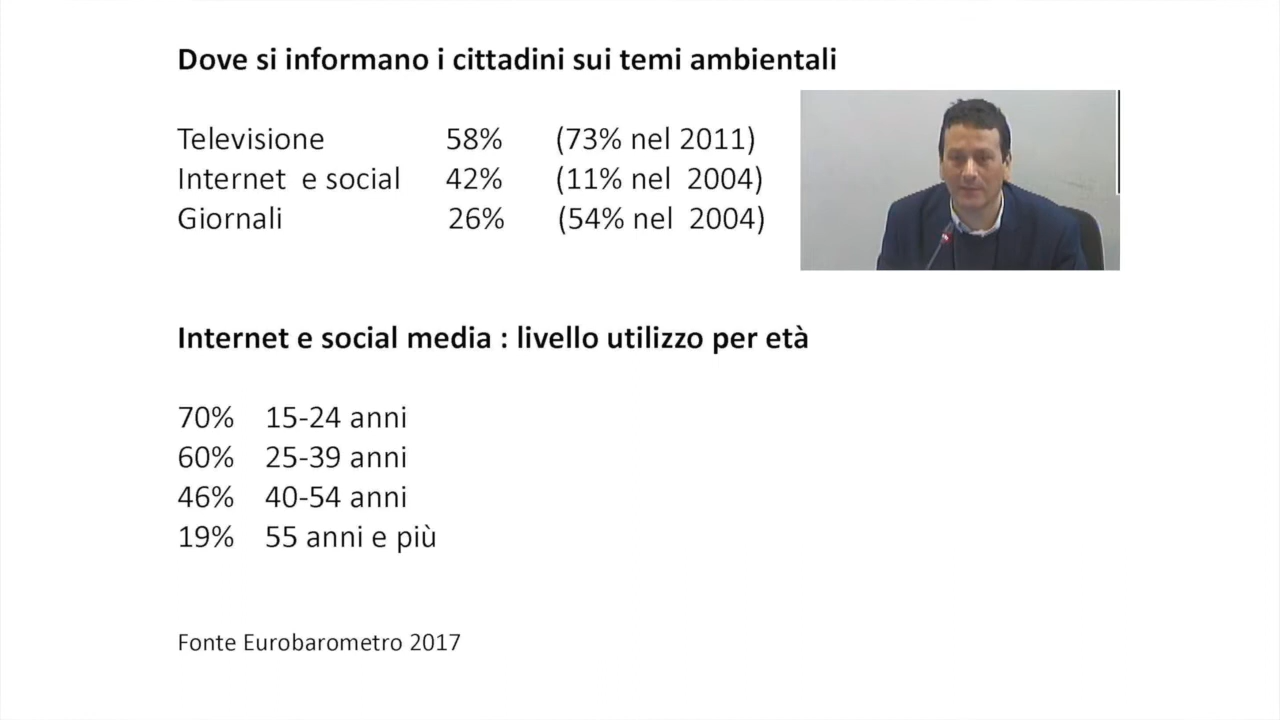 Dove si informano i cittadini sui temi ambientali
Televisione 58% (73% nel 2011)
Internet e social 42% (11% nel 2004)
Giornali 26% (54% nel 2004)
Internet e social media : livello utilizzo per età
70% 15-24 anni
60% 25-39 anni
46% 40-54 anni
19% 55 anni e più
Fonte Eurobarometro 2017